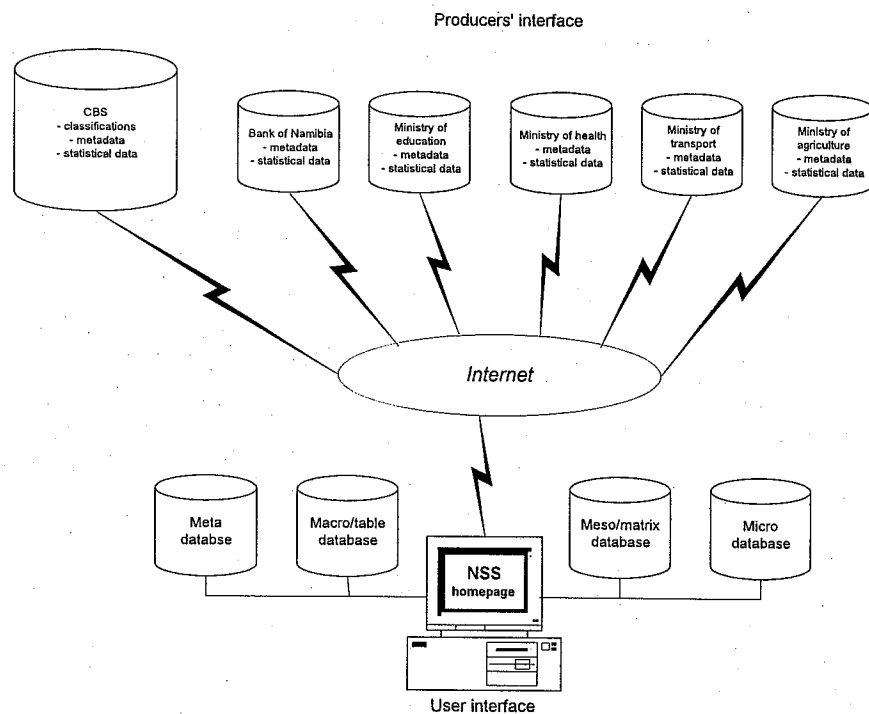 Producers' interface
CBS
- classifications
- metadata
- statistical data
Bank of Namibia
- metadata
- statistical data
Ministry of
education
- metadata
- statistical data
Ministry of health
- metadata
- statistical data
Ministry of
transport
- metadata
- statistical data
Ministry of
agriculture
- metadata
- statistical data
Internet
Meta
databse
Macro/table
database
NSS
homepage
Meso/matrix
database
Micro
database
User interface